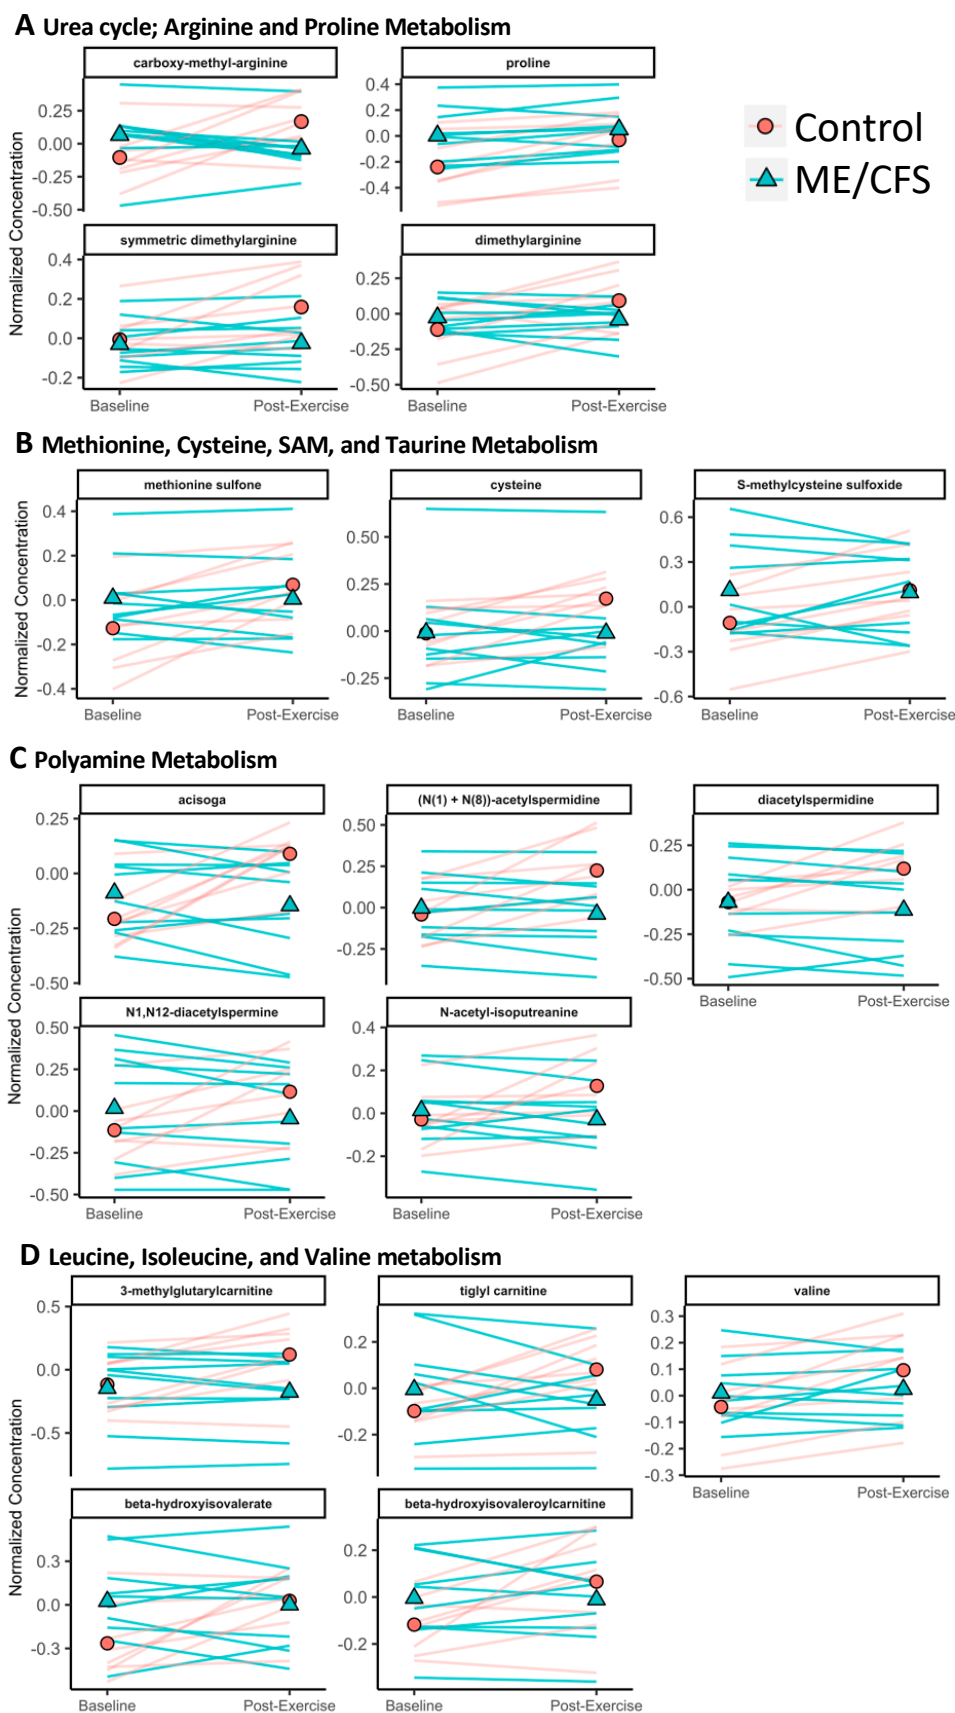 A Urea cycle; Arginine and Proline Metabolism
carboxy-methyl-arginine
proline
0.25
0.00
-0.25
-0.50
0.4
0.2
0.0
-0.2
-0.4
Control
ME/CFS
Normalized Concentration
symmetric dimethylarginine
dimethylarginine
0.4
0.2
0.0
-0.2
0.25
0.00
-0.25
-0.50
Baseline
Post-Exercise
Baseline
Post-Exercise
B Methionine, Cysteine, SAM, and Taurine Metabolism
methionine sulfone
cysteine
S-methylcysteine sulfoxide
Normalized Concentration
0.4
0.2
0.0
-0.2
-0.4
0.50
0.25
0.00
-0.25
0.6
0.3
0.0
-0.3
-0.6
Baseline
Post-Exercise
Baseline
Post-Exercise
Baseline
Post-Exercise
C Polyamine Metabolism
acisoga
(N(1) + N(8))-acetylspermidine
diacetylspermidine
0.25
0.00
-0.25
-0.50
0.50
0.25
0.00
-0.25
0.25
0.00
-0.25
-0.50
Baseline
Post-Exercise
Normalized Concentration
N1,N12-diacetylspermine
N-acetyl-isoputreanine
0.50
0.25
0.00
-0.25
-0.50
0.4
0.2
0.0
-0.2
Baseline
Post-Exercise
Baseline
Post-Exercise
D Leucine, Isoleucine, and Valine metabolism
3-methylglutarylcarnitine
tiglyl carnitine
valine
0.5
0.0
-0.5
0.2
0.0
-0.2
0.3
0.2
0.1
0.0
-0.1
-0.2
-0.3
Baseline
Post-Exercise
Normalized Concentration
beta-hydroxyisovalerate
beta-hydroxyisovaleroylcarnitine
0.3
0.0
-0.3
0.2
0.0
-0.2
Baseline
Post-Exercise
Baseline
Post-Exercise